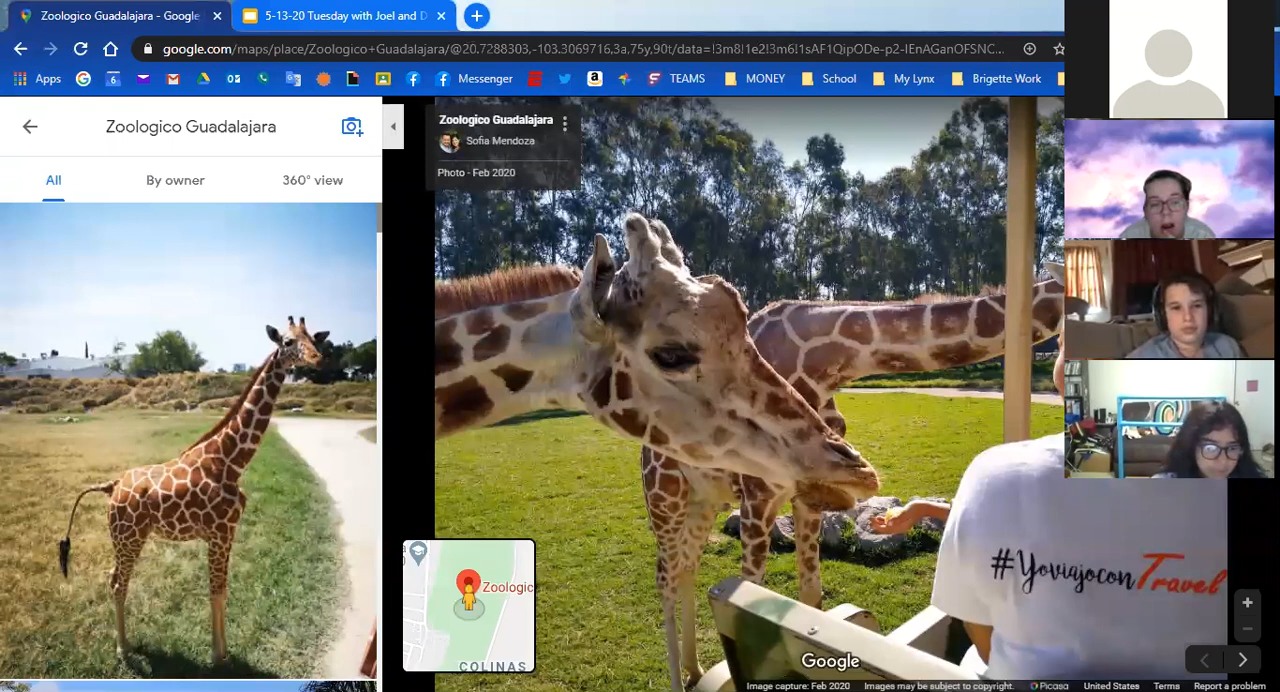 Zoologico Guadalajara - Google
5-13-20 Tuesday with Joel and D
google.com/maps/place/Zoologico+Guadalajara/@20.7288303,-103.3069716,3a,75y,90t/data=!3m8!1e2!3m6!1sAF1QipODe-p2-IEnAGanOFSNC...
Apps
6
Messenger
TEAMS
MONEY
School
My Lynx
Brigette Work
Zoologico Guadalajara
All
By owner
360° view
Zoologico Guadalajara
Sofia Mendoza
Photo - Feb 2020
#YoviajoconTravel
Zoologic
COLINAS
Google
Image capture: Feb 2020
Images may be subject to copyright.
Picasa
United States
Terms
Report a problem